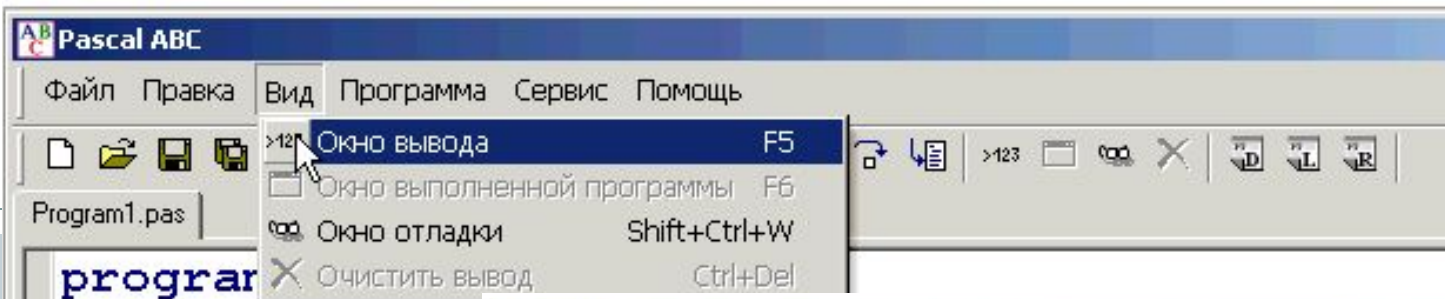 Pascal ABC
Файл Правка Вид Программа Сервис Помощь
Окно вывода F5
>123
Окно выполненной программы F6
Program1.pas
Окно отладки Shift+Ctrl+W
Очистить вывод Ctrl+Del